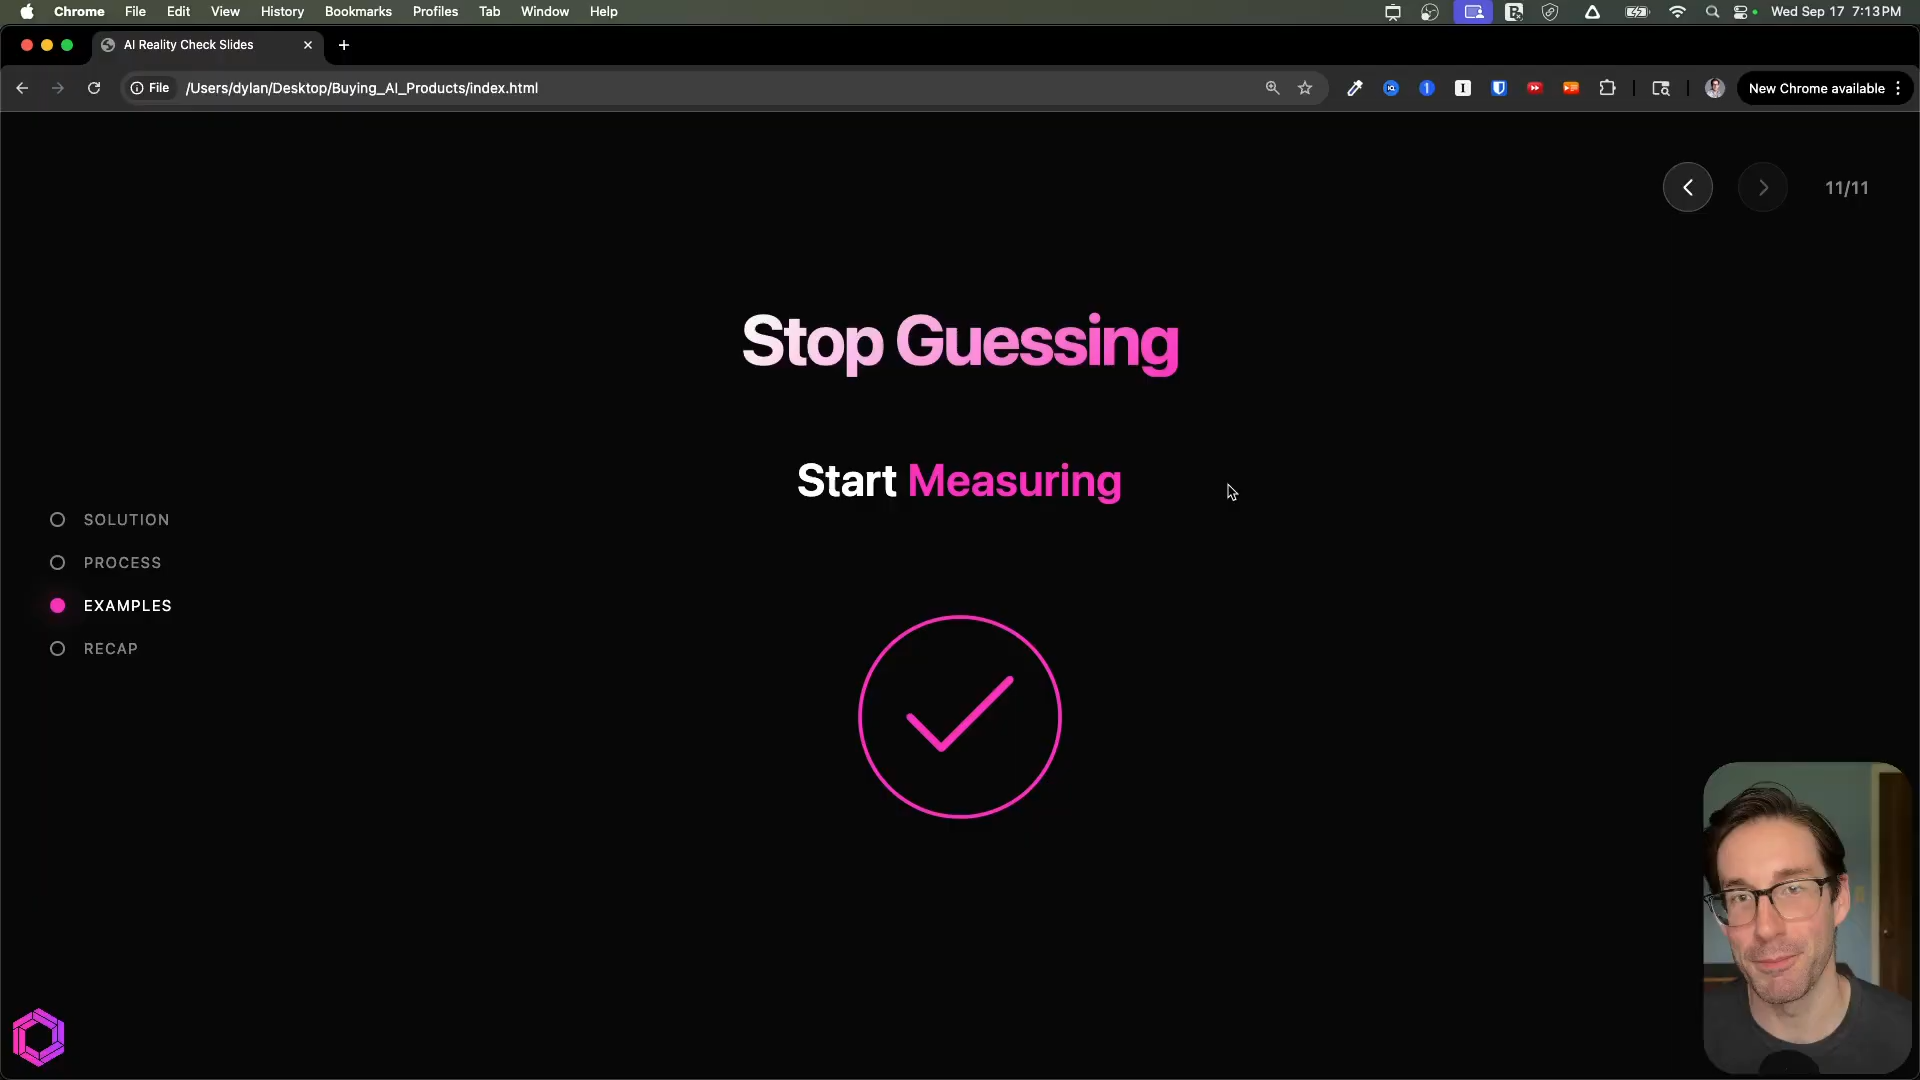 Chrome File Edit View History Bookmarks Profiles Tab Window Help Wed Sep 17 7:13 PM
AI Reality Check Slides
File /Users/dylan/Desktop/Buying_AI_Products/index.html New Chrome available
11/11
Stop Guessing
Start Measuring
SOLUTION
PROCESS
EXAMPLES
RECAP